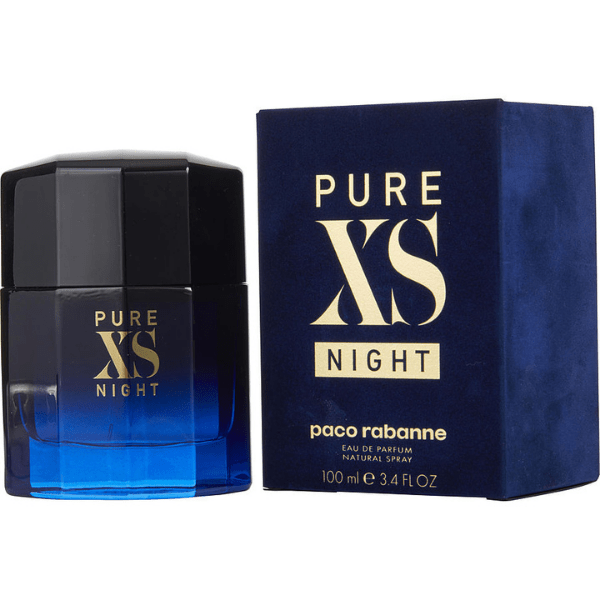 PURE
XS
NIGHT
PURE
XS
NIGHT
paco rabanne
EAU DE PARFUM
NATURAL SPRAY
100 ml ℮ 3.4 FL OZ